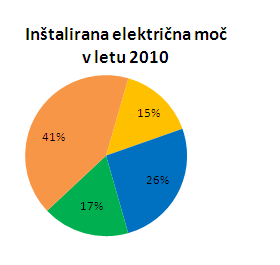 Inštalirana električna moč
v letu 2010
15%
41%
26%
17%